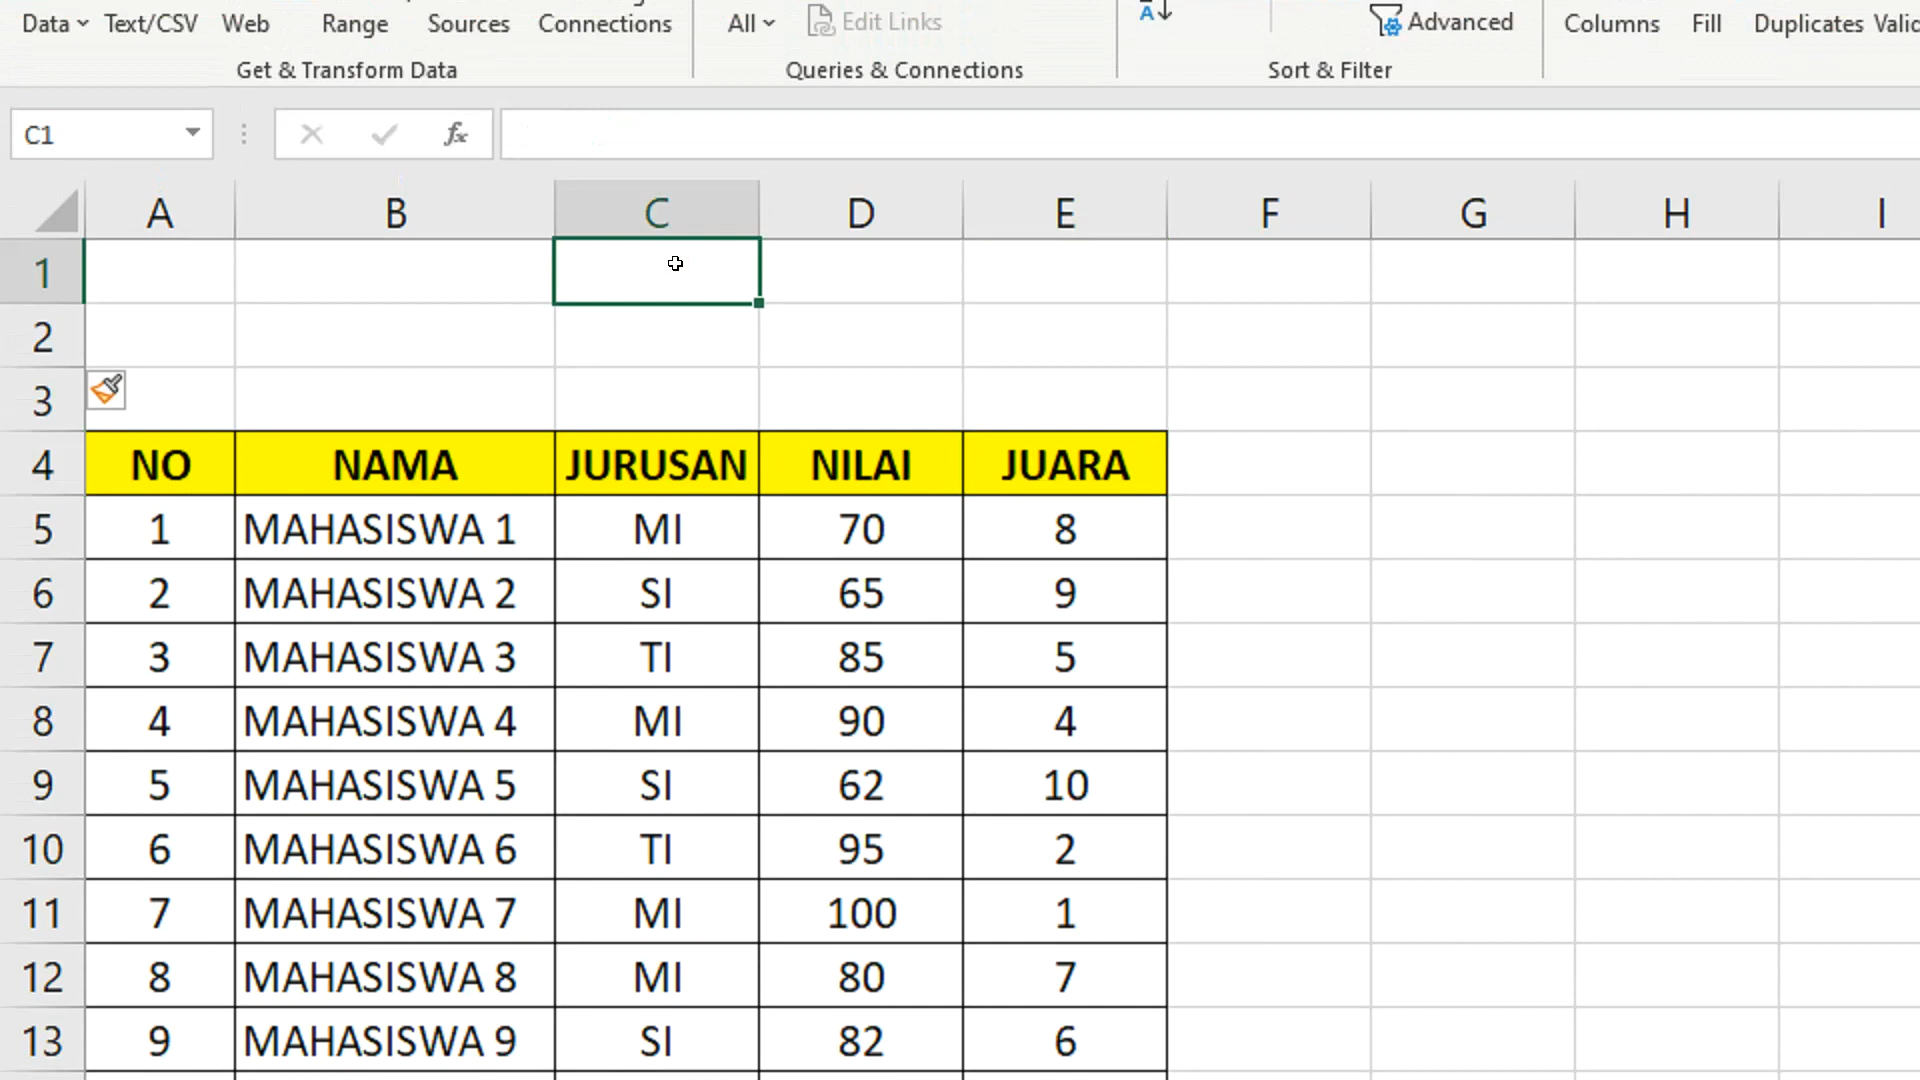 Data Text/CSV Web Range Sources Connections All Edit Links Advanced Columns Fill Duplicates
Get & Transform Data Queries & Connections Sort & Filter
C1 fx
A B C D E F G H I
1
2
3
4 NO NAMA JURUSAN NILAI JUARA
5 1 MAHASISWA 1 MI 70 8
6 2 MAHASISWA 2 SI 65 9
7 3 MAHASISWA 3 TI 85 5
8 4 MAHASISWA 4 MI 90 4
9 5 MAHASISWA 5 SI 62 10
10 6 MAHASISWA 6 TI 95 2
11 7 MAHASISWA 7 MI 100 1
12 8 MAHASISWA 8 MI 80 7
13 9 MAHASISWA 9 SI 82 6